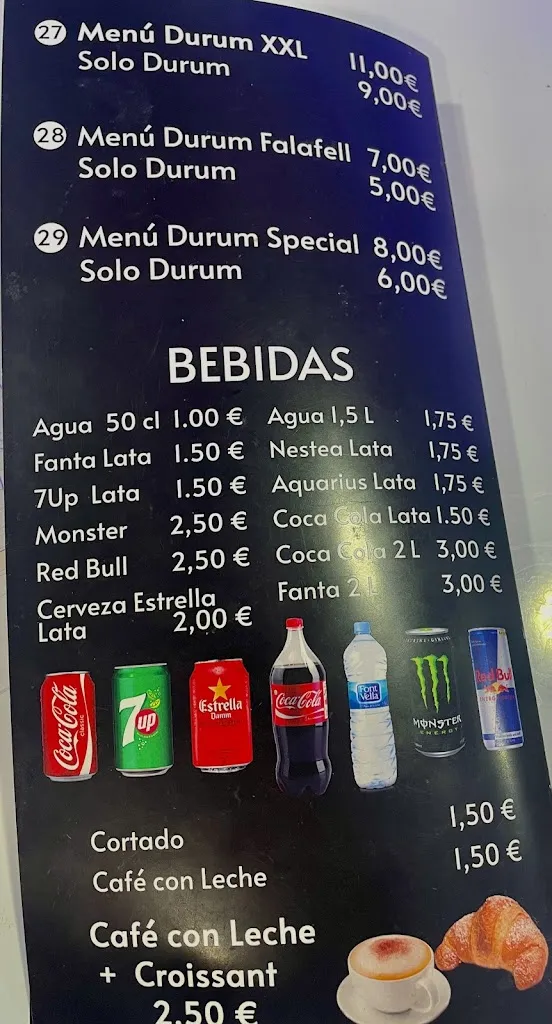 27 Menú Durum XXL 11,00€
Solo Durum 9,00€
28 Menú Durum Falafell 7,00€
Solo Durum 5,00€
29 Menú Durum Special 8,00€
Solo Durum 6,00€
BEBIDAS
Agua 50 cl 1.00 €
Fanta Lata 1.50 €
7Up Lata 1.50 €
Monster 2,50 €
Red Bull 2,50 €
Cerveza Estrella
Lata 2,00 €
Agua 1,5 L 1,75 €
Nestea Lata 1,75 €
Aquarius Lata 1,75 €
Coca Cola Lata 1.50 €
Coca Cola 2 L 3,00 €
Fanta 2 L 3,00 €
Coca-Cola
CLASSIC
7up
Estrella
Damm
Coca-Cola
Font
Vella
MONSTER
ENERGY
Red Bull
Cortado 1,50 €
Café con Leche 1,50 €
Café con Leche
+ Croissant
2,50 €